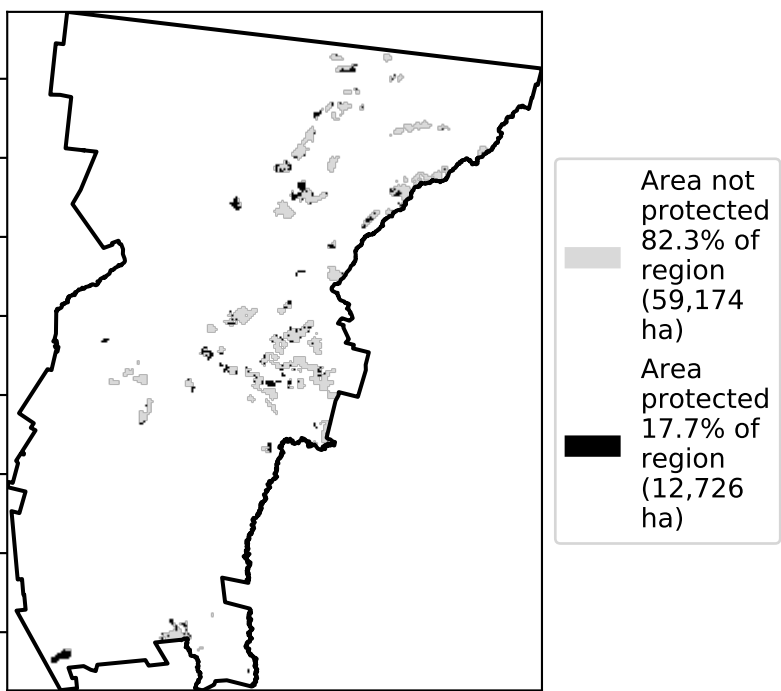 Area not
protected
82.3% of
region
(59,174
ha)
Area
protected
17.7% of
region
(12,726
ha)